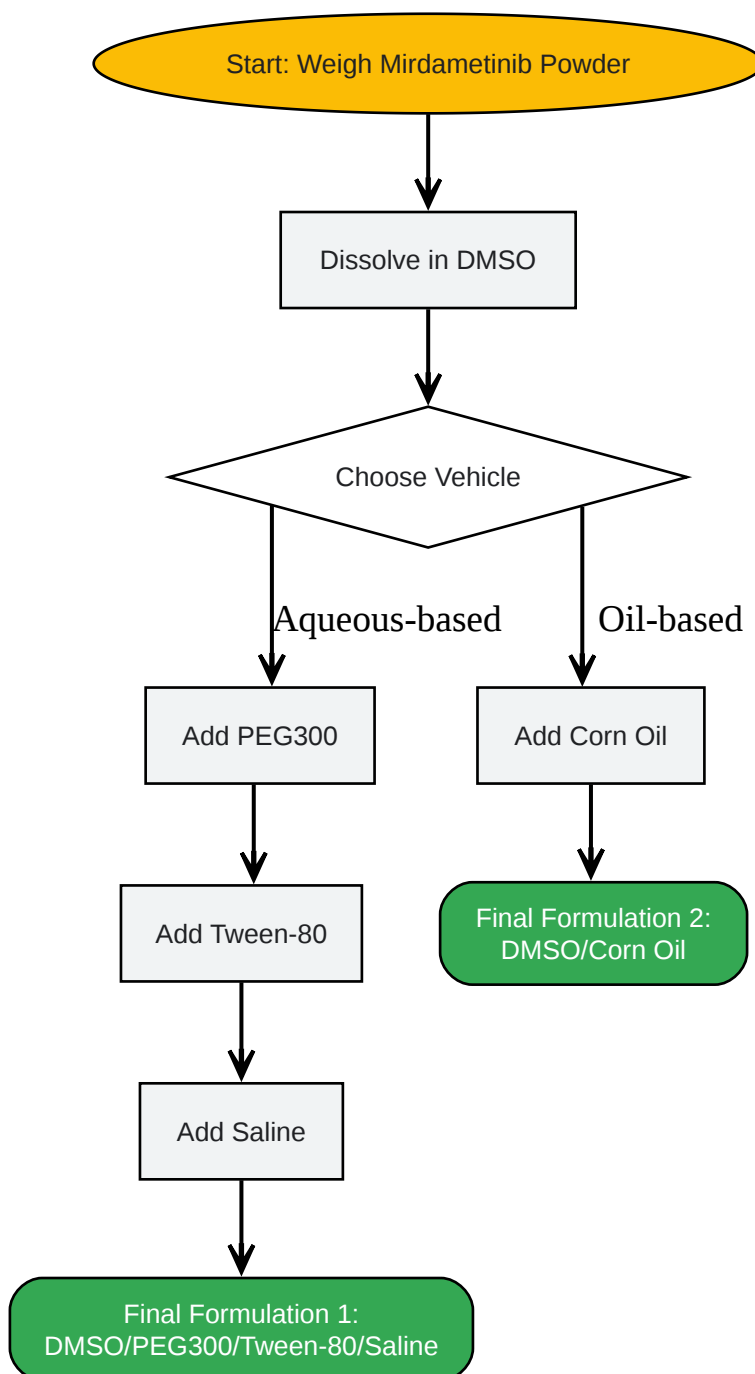 Start: Weigh Mirdametinib Powder
Dissolve in DMSO
Choose Vehicle
Aqueous-based
Oil-based
Add PEG300
Add Corn Oil
Add Tween-80
Final Formulation 2:
DMSO/Corn Oil
Add Saline
Final Formulation 1:
DMSO/PEG300/Tween-80/Saline